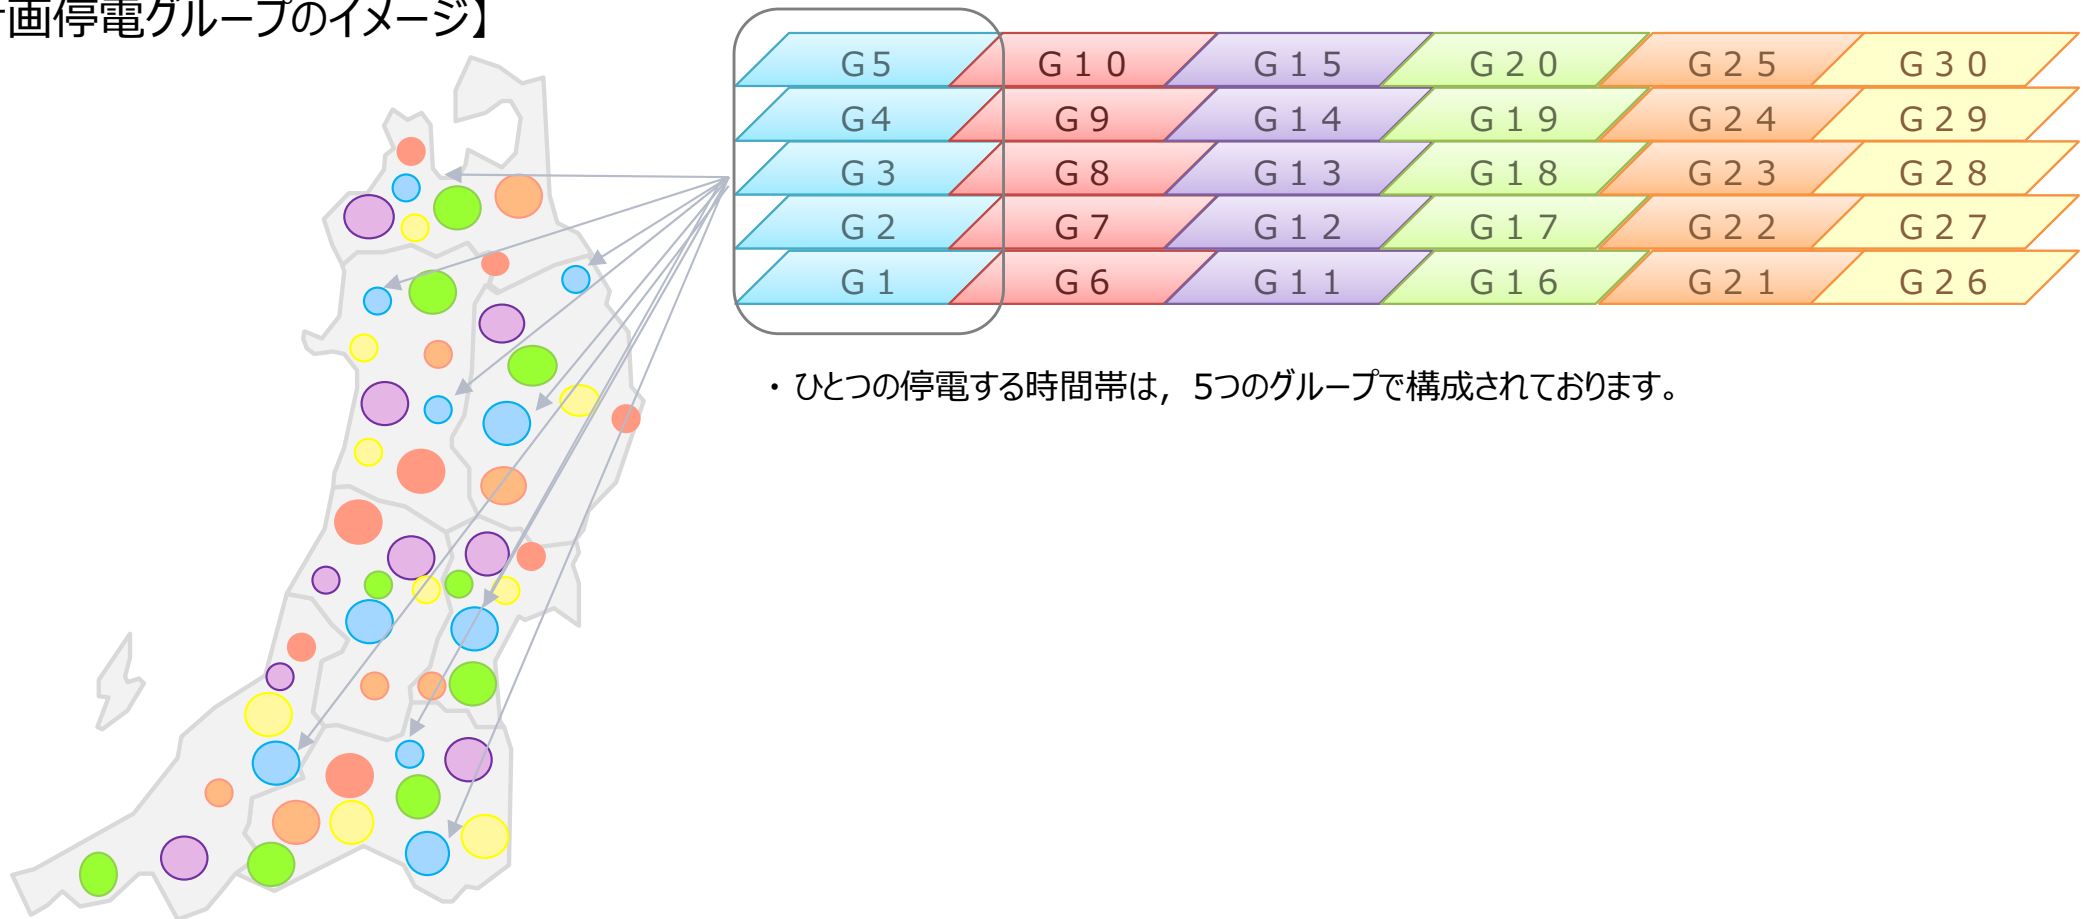 画停電グループのイメージ】
G5 G10 G15 G20 G25 G30
G4 G9 G14 G19 G24 G29
G3 G8 G13 G18 G23 G28
G2 G7 G12 G17 G22 G27
G1 G6 G11 G16 G21 G26
・ひとつの停電する時間帯は，5つのグループで構成されております。